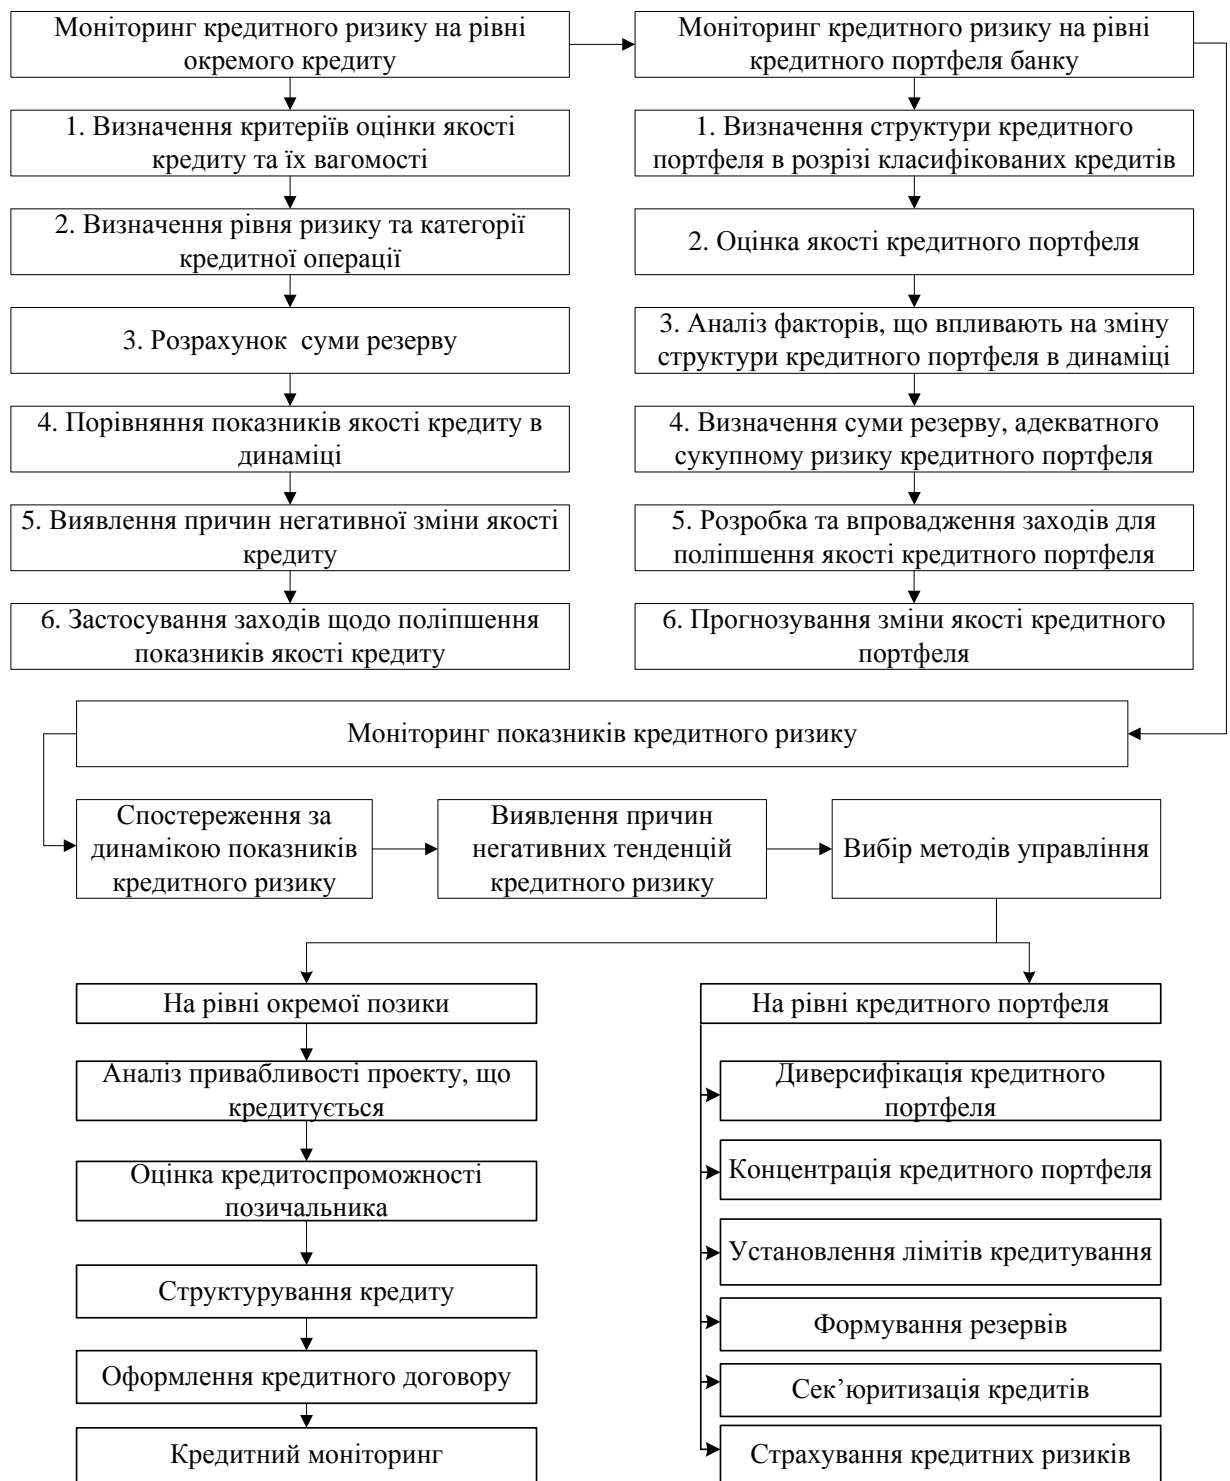 Моніторинг кредитного ризику на рівні
окремого кредиту
Моніторинг кредитного ризику на рівні
кредитного портфеля банку
1. Визначення критеріїв оцінки якості
кредиту та їх вагомості
2. Визначення рівня ризику та категорії
кредитної операції
3. Розрахунок суми резерву
4. Порівняння показників якості кредиту в
динаміці
5. Виявлення причин негативної зміни якості
кредиту
6. Застосування заходів щодо поліпшення
показників якості кредиту
1. Визначення структури кредитного
портфеля в розрізі класифікованих кредитів
2. Оцінка якості кредитного портфеля
3. Аналіз факторів, що впливають на зміну
структури кредитного портфеля в динаміці
4. Визначення суми резерву, адекватного
сукупному ризику кредитного портфеля
5. Розробка та впровадження заходів для
поліпшення якості кредитного портфеля
6. Прогнозування зміни якості кредитного
портфеля
Моніторинг показників кредитного ризику
Спостереження за
динамікою показників
кредитного ризику
Виявлення причин
негативних тенденцій
кредитного ризику
Вибір методів управління
На рівні окремої позики
Аналіз привабливості проекту, що
кредитується
Оцінка кредитоспроможності
позичальника
Структурування кредиту
Оформлення кредитного договору
Кредитний моніторинг
На рівні кредитного портфеля
Диверсифікація кредитного
портфеля
Концентрація кредитного портфеля
Установлення лімітів кредитування
Формування резервів
Сек’юритизація кредитів
Страхування кредитних ризиків